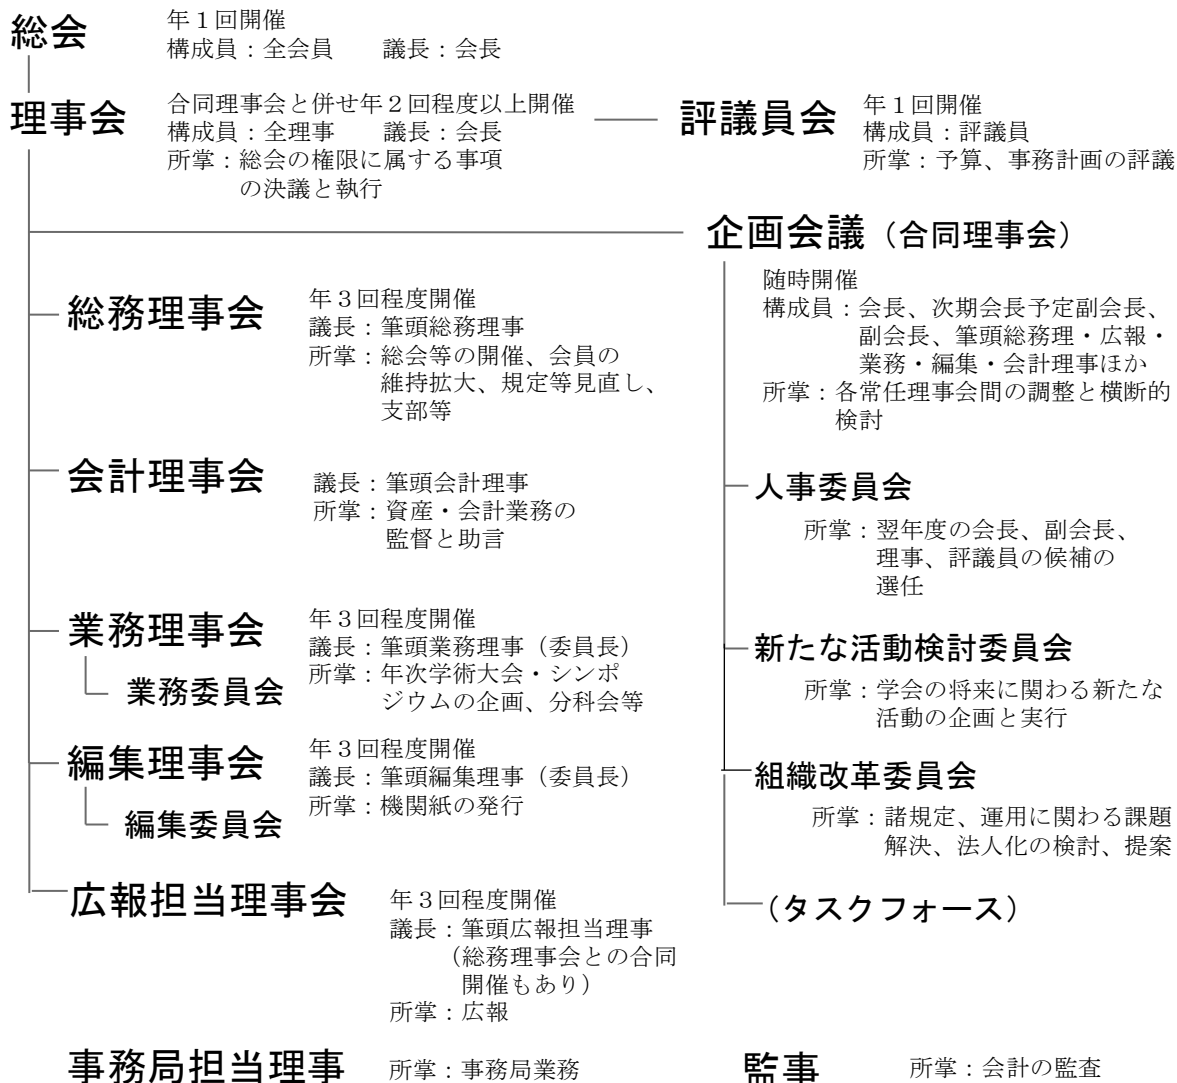 総会
年１回開催
構成員：全会員　　議長：会長
理事会
合同理事会と併せ年２回程度以上開催
構成員：全理事　　議長：会長
所掌：総会の権限に属する事項
の決議と執行
評議員会
年１回開催
構成員：評議員
所掌：予算、事務計画の評議
企画会議（合同理事会）
随時開催
構成員：会長、次期会長予定副会長、
副会長、筆頭総務理・広報・
業務・編集・会計理事ほか
所掌：各常任理事会間の調整と横断的
検討
総務理事会
年３回程度開催
議長：筆頭総務理事
所掌：総会等の開催、会員の
維持拡大、規定等見直し、
支部等
会計理事会
議長：筆頭会計理事
所掌：資産・会計業務の
監督と助言
人事委員会
所掌：翌年度の会長、副会長、
理事、評議員の候補の
選任
業務理事会
業務委員会
年３回程度開催
議長：筆頭業務理事（委員長）
所掌：年次学術大会・シンポ
ジウムの企画、分科会等
新たな活動検討委員会
所掌：学会の将来に関わる新たな
活動の企画と実行
編集理事会
編集委員会
年３回程度開催
議長：筆頭編集理事（委員長）
所掌：機関紙の発行
組織改革委員会
所掌：諸規定、運用に関わる課題
解決、法人化の検討、提案
広報担当理事会
年３回程度開催
議長：筆頭広報担当理事
（総務理事会との合同
開催もあり）
所掌：広報
（タスクフォース）
事務局担当理事
所掌：事務局業務
監事
所掌：会計の監査